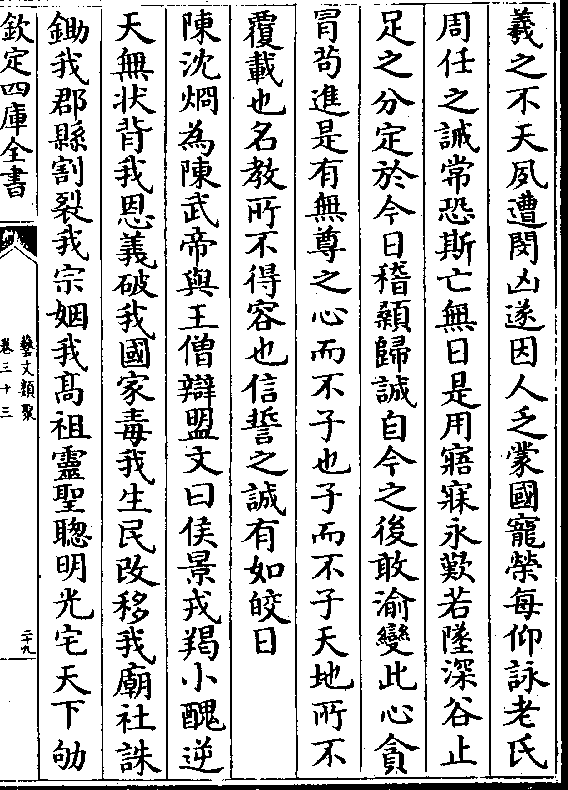 羲之不天夙遭閔凶遂因人乏䝉國寵榮每仰詠老氏
周任之誡常恐斯亡無日是用寤寐永歎若墜深谷止
足之分定於今日稽顙歸誠自今之後敢渝變此心貪
冐茍進是有無尊之心而不子也子而不子天地所不
覆載也名教所不得容也信誓之誠有如皎日
陳沈烱為陳武帝與王僧辯盟文曰侯景戎羯小醜逆
天無状背我恩義破我國家毒我生民改移我廟社誅
鋤我郡縣割裂我宗姻我髙祖靈聖聰明光宅天下劬
欽定四庫全書
藝文類聚
卷三十三
二十九